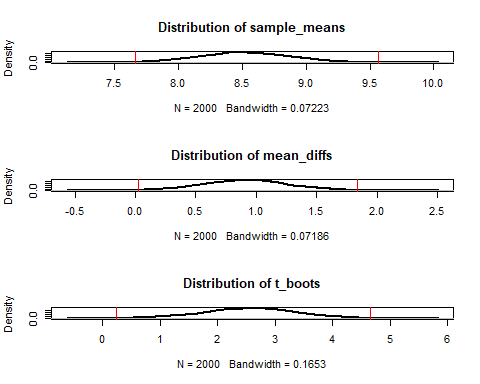 Distribution of sample_means
Density
0.0
7.5 8.0 8.5 9.0 9.5 10.0
N = 2000 Bandwidth = 0.07223
Distribution of mean_diffs
Density
0.0
-0.5 0.0 0.5 1.0 1.5 2.0 2.5
N = 2000 Bandwidth = 0.07186
Distribution of t_boots
Density
0.0
0 1 2 3 4 5 6
N = 2000 Bandwidth = 0.1653